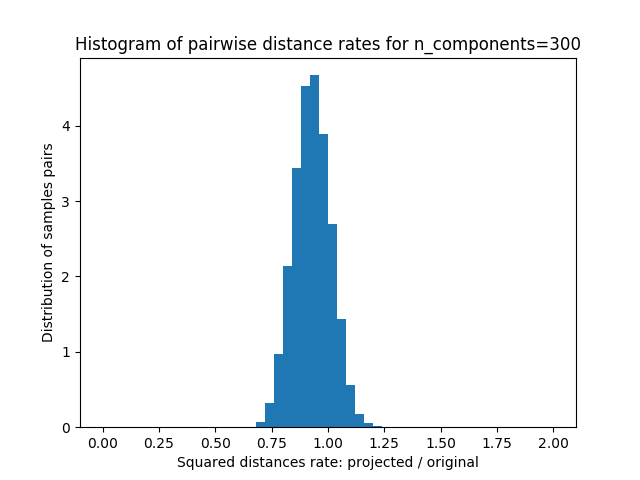 Histogram of pairwise distance rates for n_components=300
Distribution of samples pairs
4
3
2
1
0
0.00 0.25 0.50 0.75 1.00 1.25 1.50 1.75 2.00
Squared distances rate: projected / original